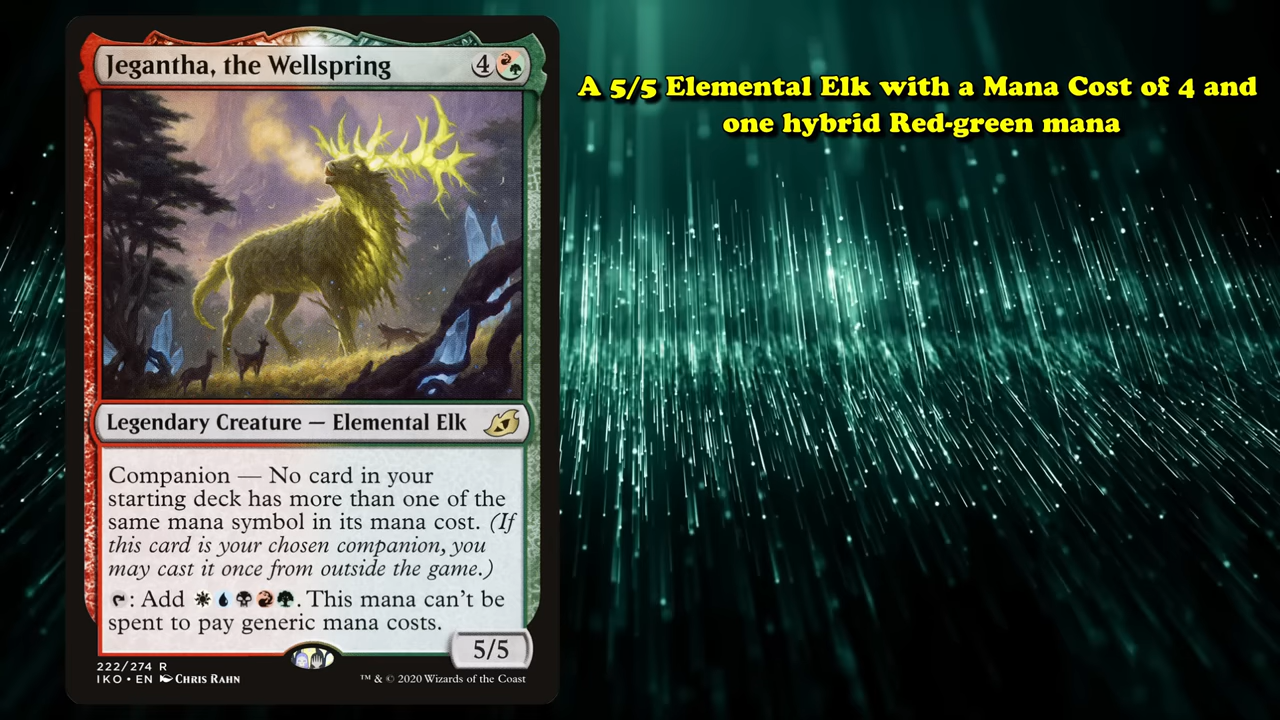 Jegantha, the Wellspring 4
A 5/5 Elemental Elk with a Mana Cost of 4 and
one hybrid Red-green mana
Legendary Creature — Elemental Elk
Companion — No card in your
starting deck has more than one of the
same mana symbol in its mana cost. (If
this card is your chosen companion, you
may cast it once from outside the game.)
: Add . This mana can't be
spent to pay generic mana costs.
5/5
222/274 R
IKO • EN CHRIS RAHN
™ & © 2020 Wizards of the Coast